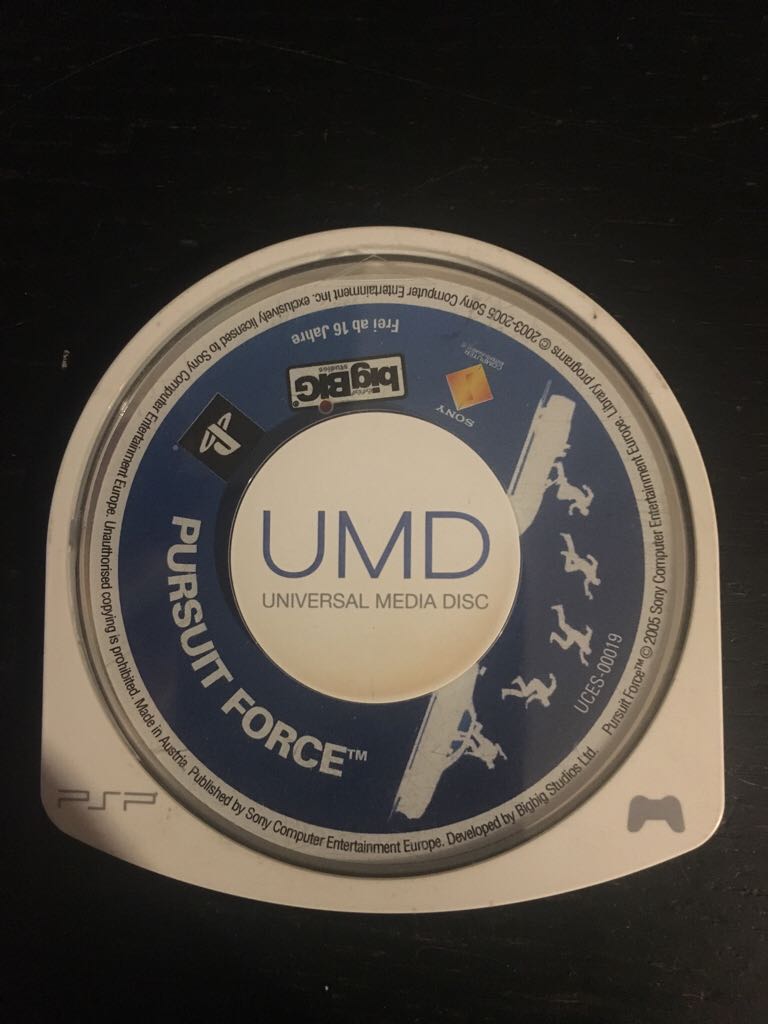 UMD
UNIVERSAL MEDIA DISC
PURSUIT FORCE™
Frei ab 16 Jahre
bigBIG®
studios
SONY
COMPUTER
ENTERTAINMENT®
UCES-00019
Library programs © 2003-2005 Sony Computer Entertainment Inc. exclusively licensed to Sony Computer Entertainment Europe. Unauthorised copying is prohibited. Made in Austria. Published by Sony Computer Entertainment Europe. Developed by Bigbig Studios Ltd. Pursuit Force™ © 2005 Sony Computer Entertainment Europe.
PSP